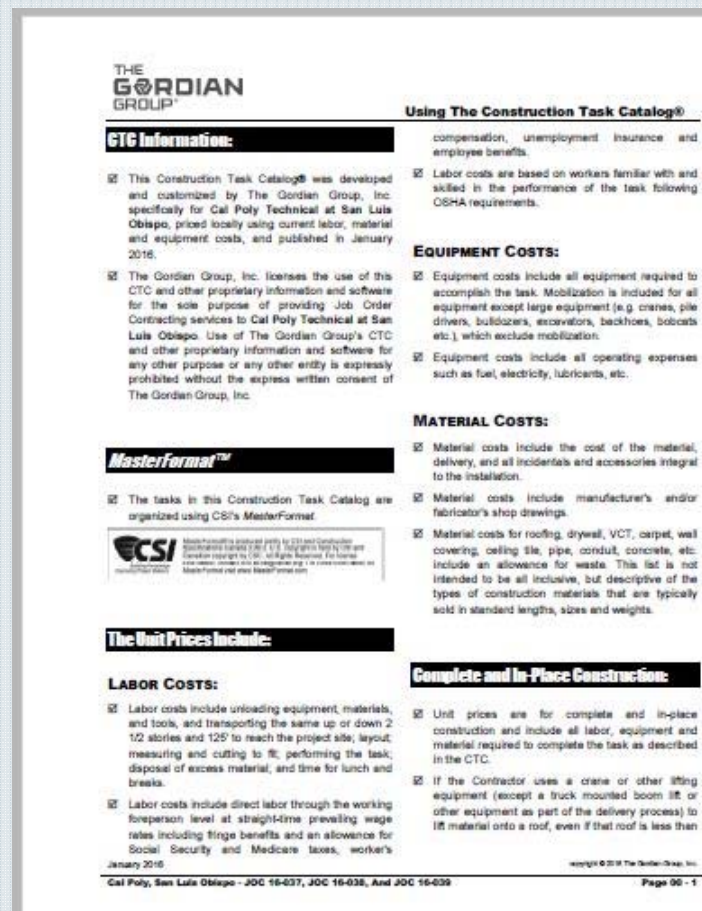 THE
GORDIAN
GROUP
Using The Construction Task Catalog®
CTC Information:
☑ This Construction Task Catalog® was developed
and customized by The Gordian Group, Inc.
specifically for Cal Poly Technical at San Luis
Obispo, priced locally using current labor, material
and equipment costs, and published in January
2016.
☑ The Gordian Group, Inc. licenses the use of this
CTC and other proprietary information and software
for the sole purpose of providing Job Order
Contracting services to Cal Poly Technical at San
Luis Obispo. Use of The Gordian Group's CTC
and other proprietary information and software for
any other purpose or any other entity is expressly
prohibited without the express written consent of
The Gordian Group, Inc.
MasterFormat™
☑ The tasks in this Construction Task Catalog are
organized using CSI's MasterFormat.
CSI
The Unit Prices Include:
LABOR COSTS:
☑ Labor costs include unloading equipment, materials,
and tools, and transporting the same up or down 2
1/2 stories and 125' to reach the project site; layout;
measuring and cutting to fit; performing the task;
disposal of excess material; and time for lunch and
breaks.
☑ Labor costs include direct labor through the working
foreperson level at straight-time prevailing wage
rates including fringe benefits and an allowance for
Social Security and Medicare taxes, worker's
compensation, unemployment insurance and
employee benefits.
☑ Labor costs are based on workers familiar with and
skilled in the performance of the task following
OSHA requirements.
EQUIPMENT COSTS:
☑ Equipment costs include all equipment required to
accomplish the task. Mobilization is included for all
equipment except large equipment (e.g. cranes, pile
drivers, bulldozers, excavators, backhoes, bobcats
etc.), which exclude mobilization.
☑ Equipment costs include all operating expenses
such as fuel, electricity, lubricants, etc.
MATERIAL COSTS:
☑ Material costs include the cost of the material,
delivery, and all incidentals and accessories integral
to the installation.
☑ Material costs include manufacturer's and/or
fabricator's shop drawings.
☑ Material costs for roofing, drywall, VCT, carpet, wall
covering, ceiling tile, pipe, conduit, concrete, etc.
include an allowance for waste. This list is not
intended to be all inclusive, but descriptive of the
types of construction materials that are typically
sold in standard lengths, sizes and weights.
Complete and In-Place Construction:
☑ Unit prices are for complete and in-place
construction and include all labor, equipment and
material required to complete the task as described
in the CTC.
☑ If the Contractor uses a crane or other lifting
equipment (except a truck mounted boom lift or
other equipment as part of the delivery process) to
lift material onto a roof, even if that roof is less than
January 2016
copyright © 2016 The Gordian Group, Inc.
Cal Poly, San Luis Obispo - JOC 16-037, JOC 16-038, And JOC 16-039
Page 00 - 1